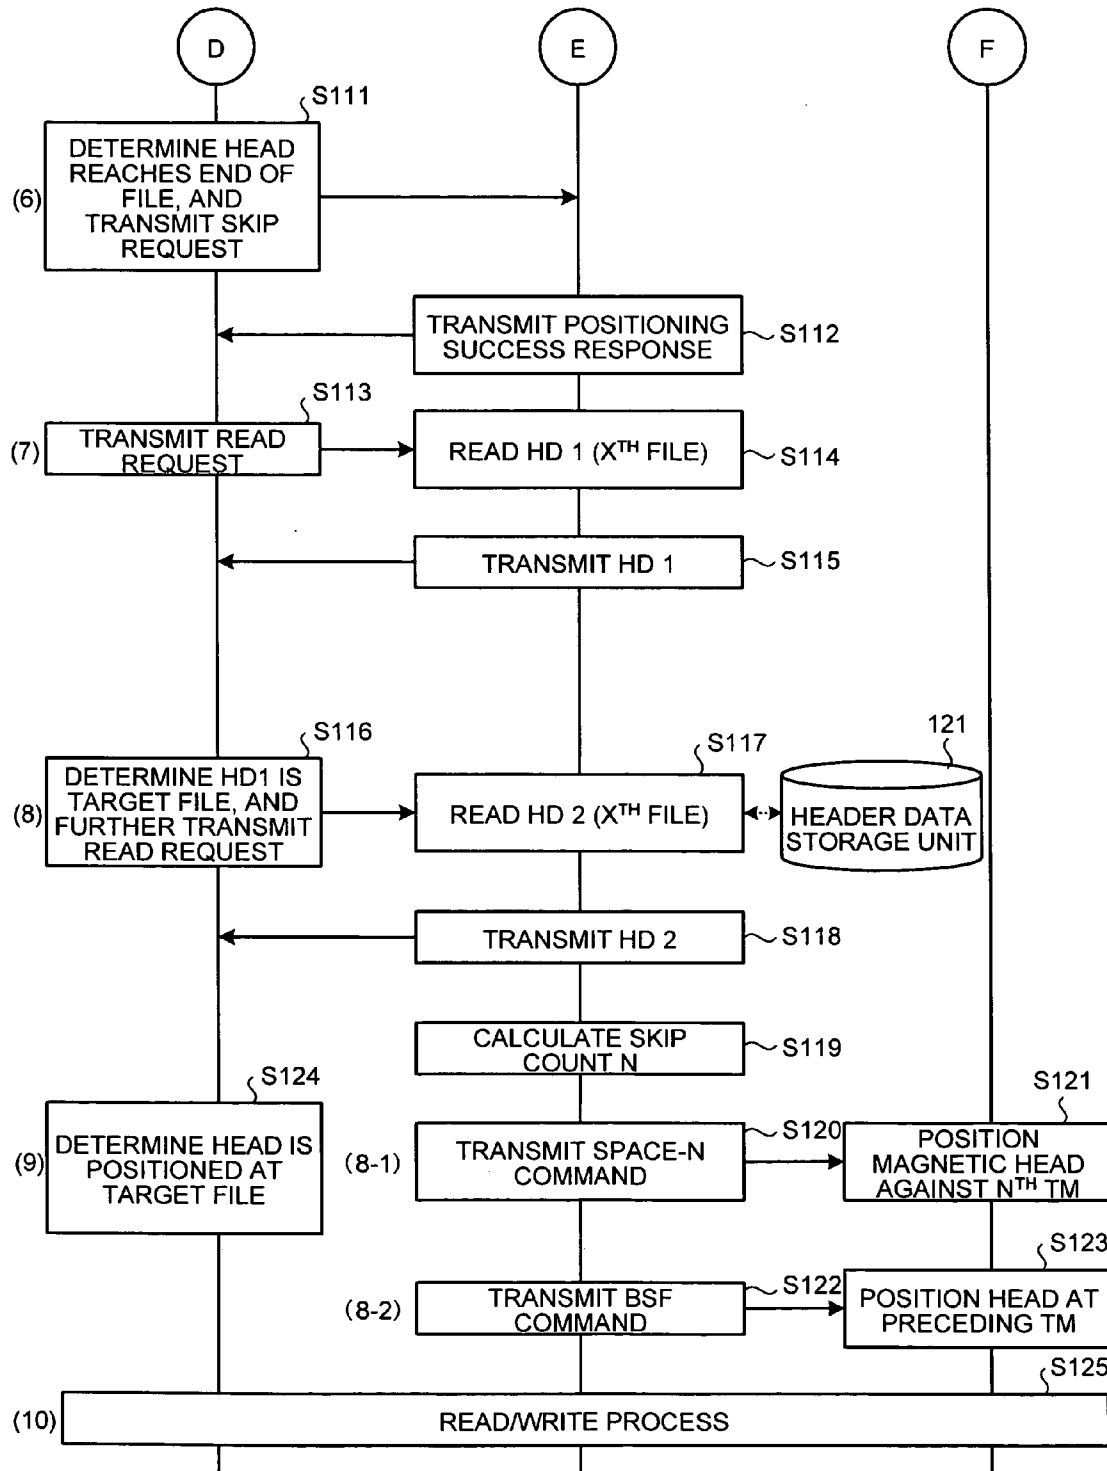 D
E
F
S111
(6)
DETERMINE HEAD
REACHES END OF
FILE, AND
TRANSMIT SKIP
REQUEST
TRANSMIT POSITIONING
SUCCESS RESPONSE
S112
S113
(7)
TRANSMIT READ
REQUEST
READ HD 1 (XTH FILE)
S114
TRANSMIT HD 1
S115
S116
S117
121
(8)
DETERMINE HD1 IS
TARGET FILE, AND
FURTHER TRANSMIT
READ REQUEST
READ HD 2 (XTH FILE)
HEADER DATA
STORAGE UNIT
TRANSMIT HD 2
S118
CALCULATE SKIP
COUNT N
S119
S124
S121
(9)
DETERMINE HEAD IS
POSITIONED AT
TARGET FILE
(8-1)
TRANSMIT SPACE-N
COMMAND
S120
POSITION
MAGNETIC HEAD
AGAINST NTH TM
S123
(8-2)
TRANSMIT BSF
COMMAND
S122
POSITION HEAD AT
PRECEDING TM
S125
(10)
READ/WRITE PROCESS